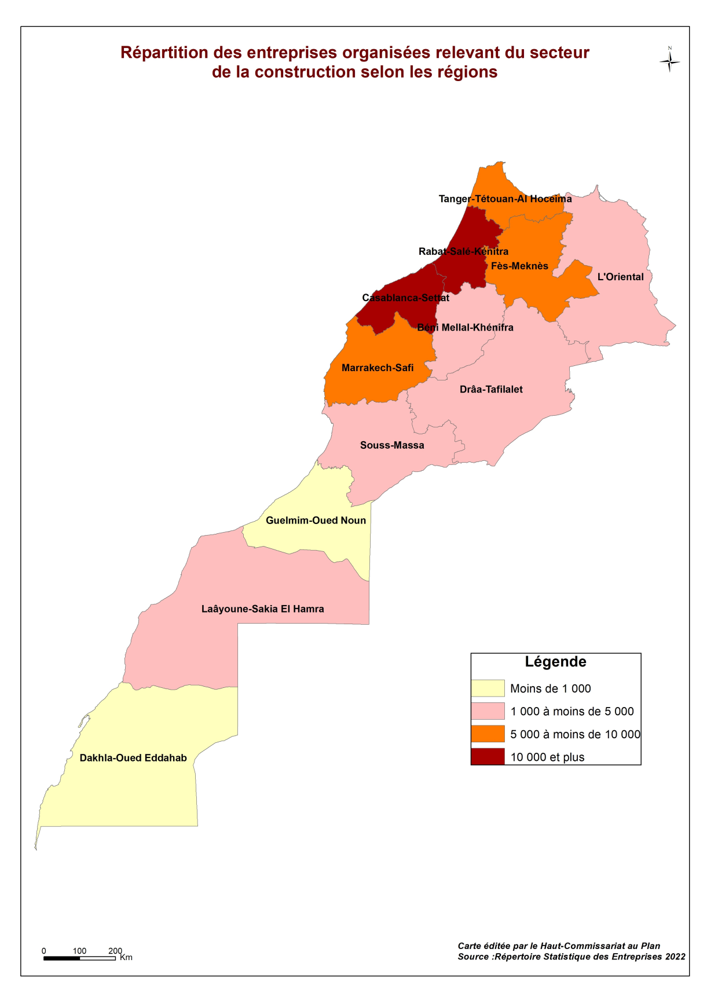 Répartition des entreprises organisées relevant du secteur
de la construction selon les régions
N
Tanger-Tétouan-Al Hoceima
Rabat-Salé-Kénitra
Fès-Meknès
L'Oriental
Casablanca-Settat
Béni Mellal-Khénifra
Marrakech-Safi
Drâa-Tafilalet
Souss-Massa
Guelmim-Oued Noun
Laâyoune-Sakia El Hamra
Dakhla-Oued Eddahab
Légende
Moins de 1 000
1 000 à moins de 5 000
5 000 à moins de 10 000
10 000 et plus
0 100 200
Km
Carte éditée par le Haut-Commissariat au Plan
Source :Répertoire Statistique des Entreprises 2022